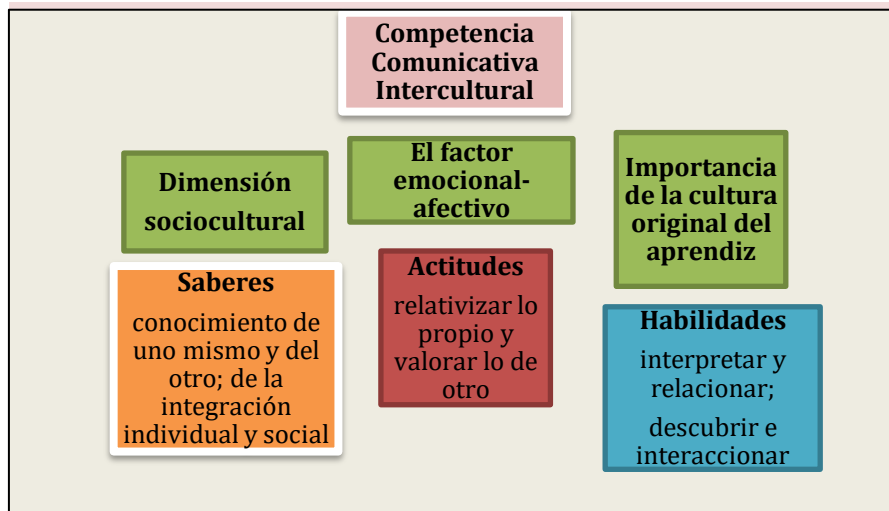 Competencia
Comunicativa
Intercultural
Dimensión
sociocultural
El factor
emocional-
afectivo
Importancia
de la cultura
original del
aprendiz
Saberes
conocimiento de
uno mismo y del
otro; de la
integración
individual y social
Actitudes
relativizar lo
propio y
valorar lo de
otro
Habilidades
interpretar y
relacionar;
descubrir e
interaccionar